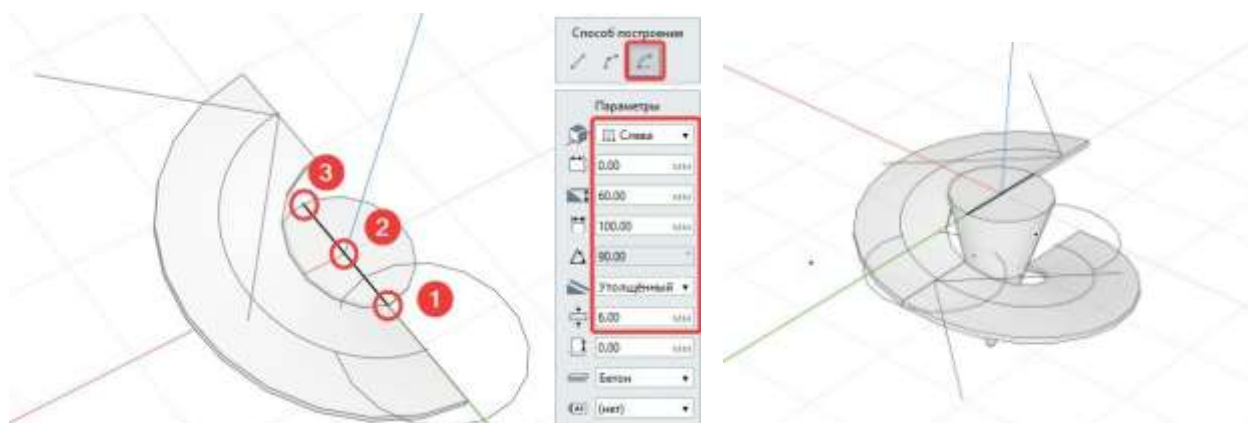 3
2
1
Способ построения
Параметры
Слева
0.00 мм
60.00 мм
100.00 мм
90.00 °
Утолщённый
6.00 мм
0.00 мм
Бетон
(нет)